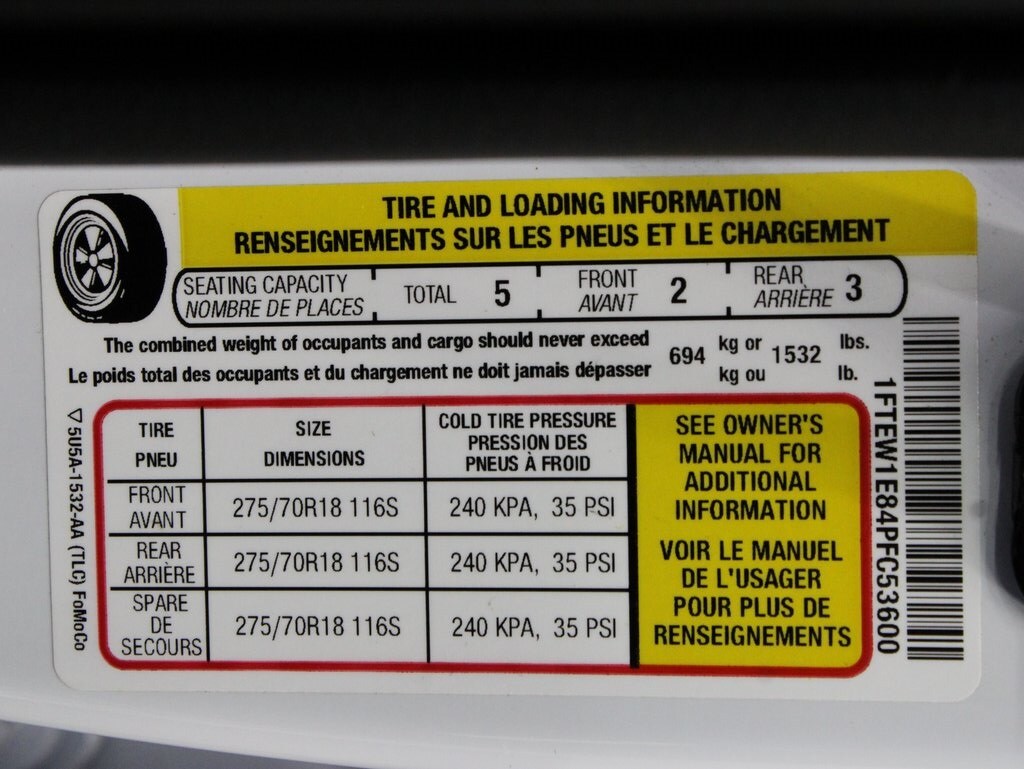 TIRE AND LOADING INFORMATION
RENSEIGNEMENTS SUR LES PNEUS ET LE CHARGEMENT
SEATING CAPACITY TOTAL 5 FRONT 2 REAR 3
NOMBRE DE PLACES AVANT ARRIÈRE
The combined weight of occupants and cargo should never exceed 694 kg or 1532 lbs.
Le poids total des occupants et du chargement ne doit jamais dépasser kg ou lb.
TIRE SIZE COLD TIRE PRESSURE
PNEU DIMENSIONS PRESSION DES
PNEUS À FROID
FRONT 275/70R18 116S 240 KPA, 35 PSI
AVANT
REAR 275/70R18 116S 240 KPA, 35 PSI
ARRIÈRE
SPARE 275/70R18 116S 240 KPA, 35 PSI
DE
SECOURS
SEE OWNER'S
MANUAL FOR
ADDITIONAL
INFORMATION
VOIR LE MANUEL
DE L'USAGER
POUR PLUS DE
RENSEIGNEMENTS
5U5A-1532-AA (TLC) FoMoCo
1FTEW1E84PFC53600